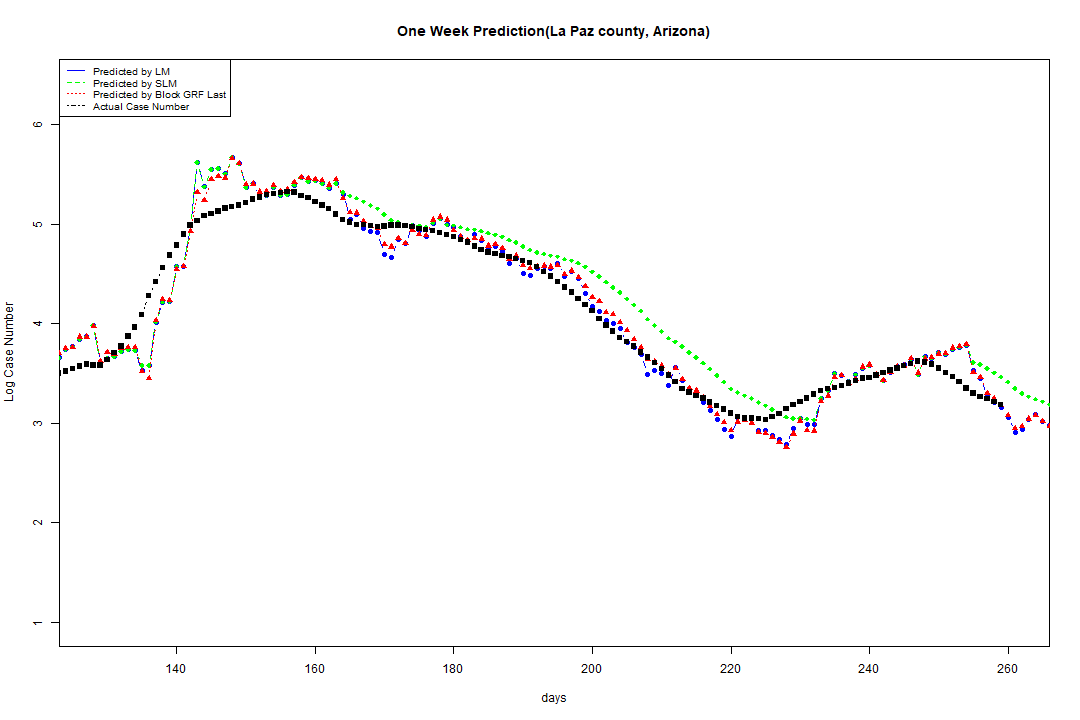 One Week Prediction(La Paz county, Arizona)
Predicted by LM
Predicted by SLM
Predicted by Block GRF Last
Actual Case Number
6
5
4
3
2
1
Log Case Number
140 160 180 200 220 240 260
days